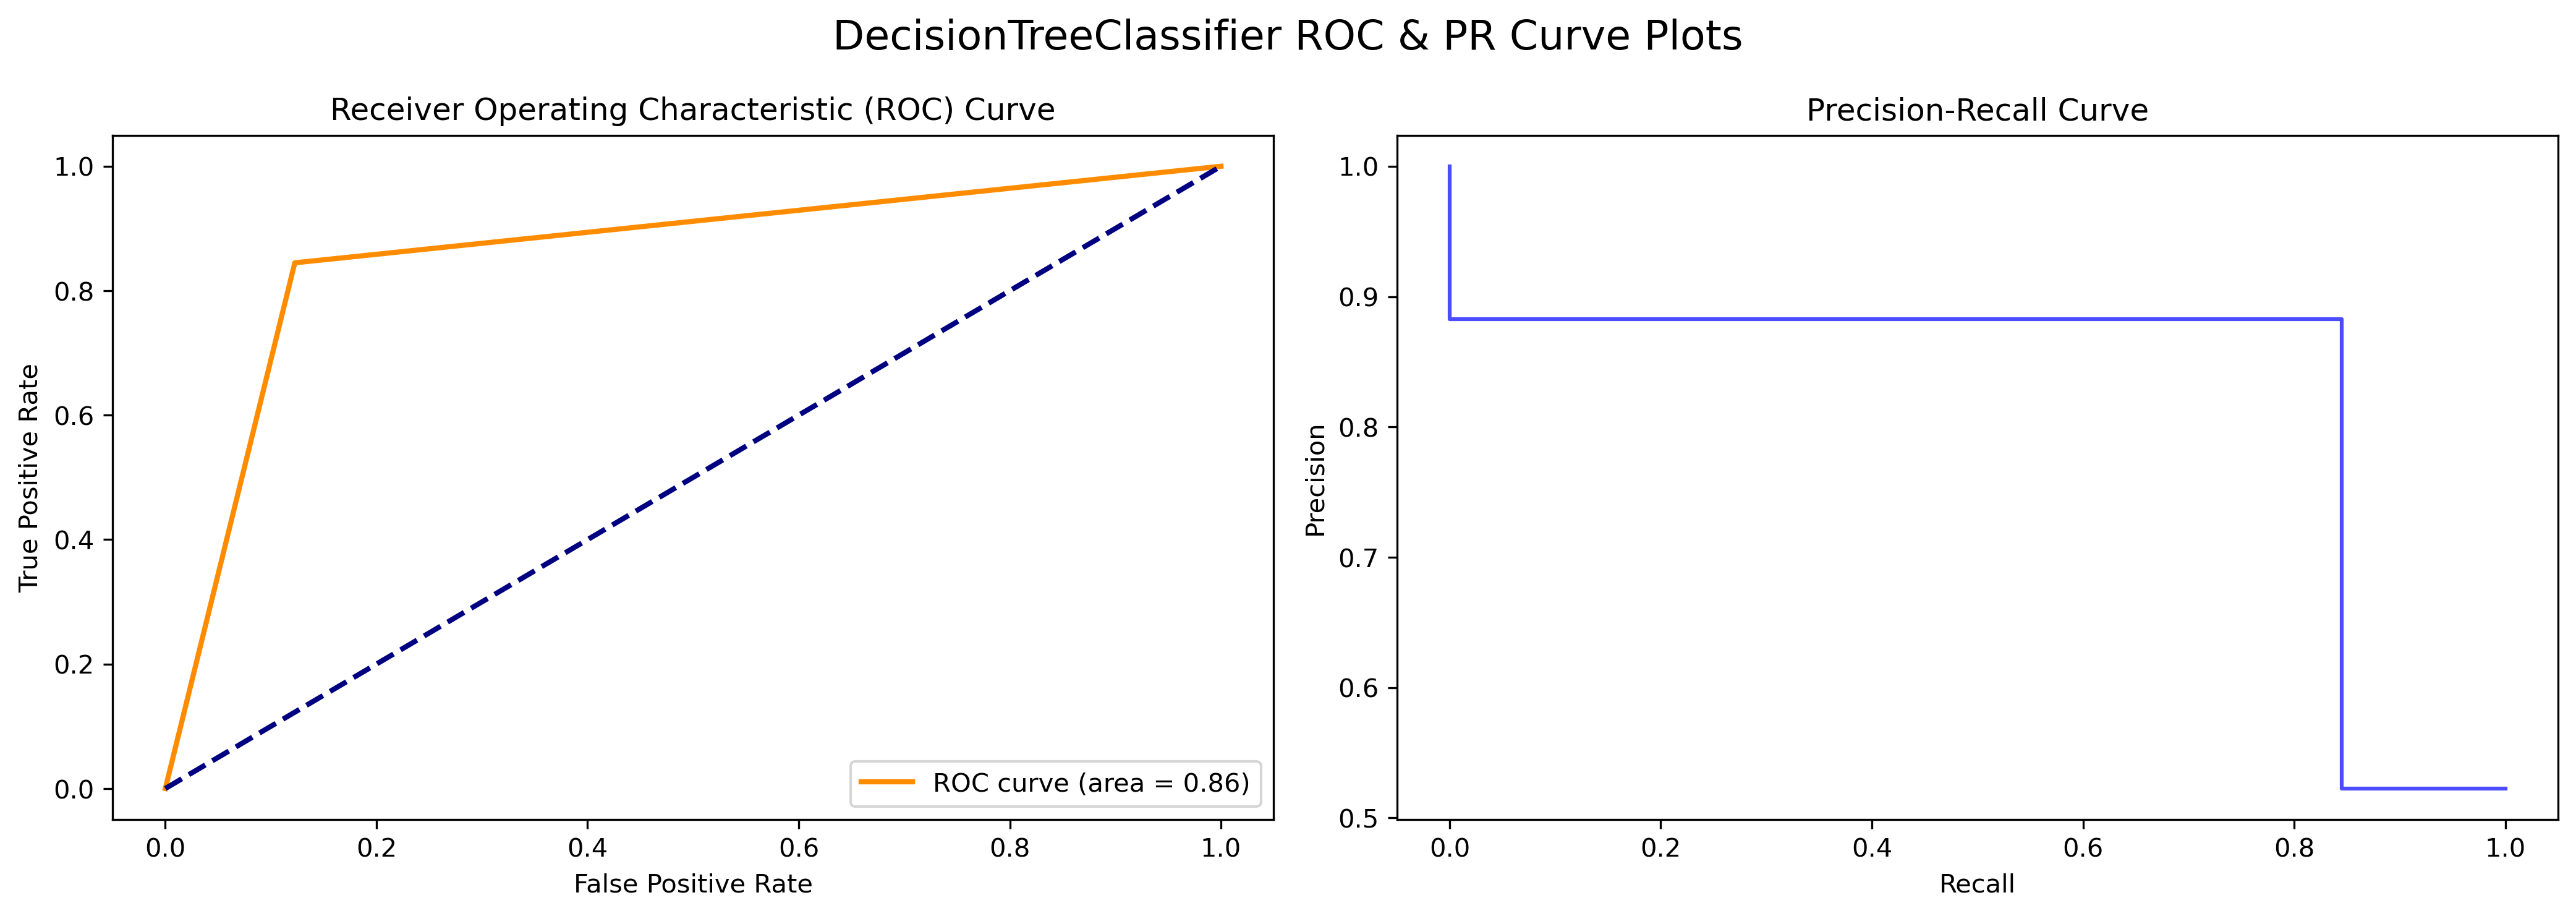 DecisionTreeClassifier ROC & PR Curve Plots
Receiver Operating Characteristic (ROC) Curve
True Positive Rate
1.0
0.8
0.6
0.4
0.2
0.0
ROC curve (area = 0.86)
0.0 0.2 0.4 0.6 0.8 1.0
False Positive Rate
Precision-Recall Curve
Precision
1.0
0.9
0.8
0.7
0.6
0.5
0.0 0.2 0.4 0.6 0.8 1.0
Recall